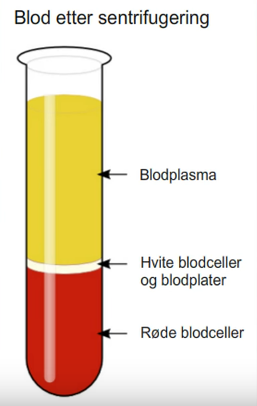 Blod etter sentrifugering
Blodplasma
Hvite blodceller
og blodplater
Røde blodceller